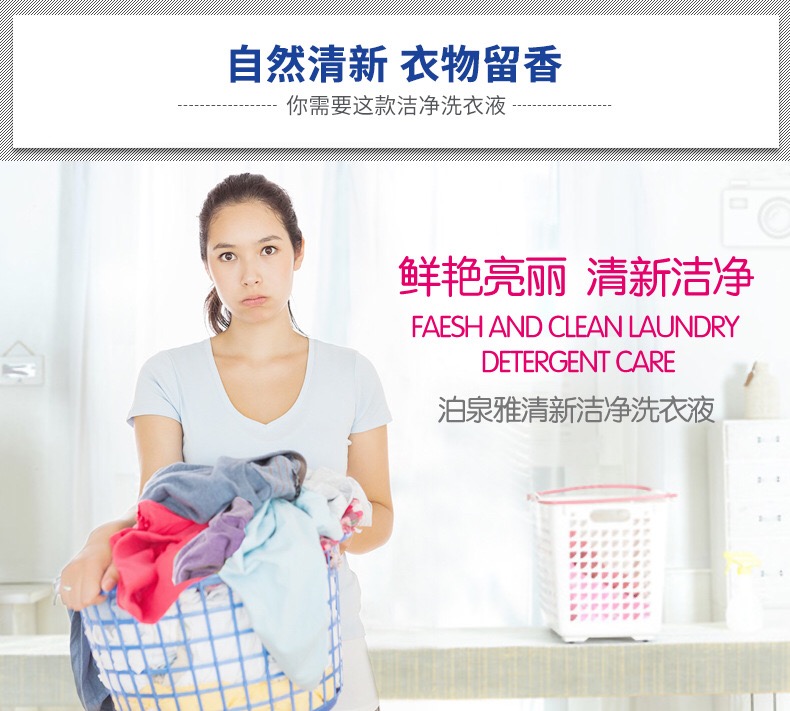 自然清新 衣物留香
你需要这款洁净洗衣液
鲜艳亮丽 清新洁净
FAESH AND CLEAN LAUNDRY
DETERGENT CARE
泊泉雅清新洁净洗衣液